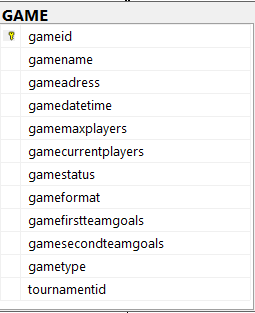 GAME
gameid
gamename
gameadress
gamedatetime
gamemaxplayers
gamecurrentplayers
gamestatus
gameformat
gamefirstteamgoals
gamesecondteamgoals
gametype
tournamentid